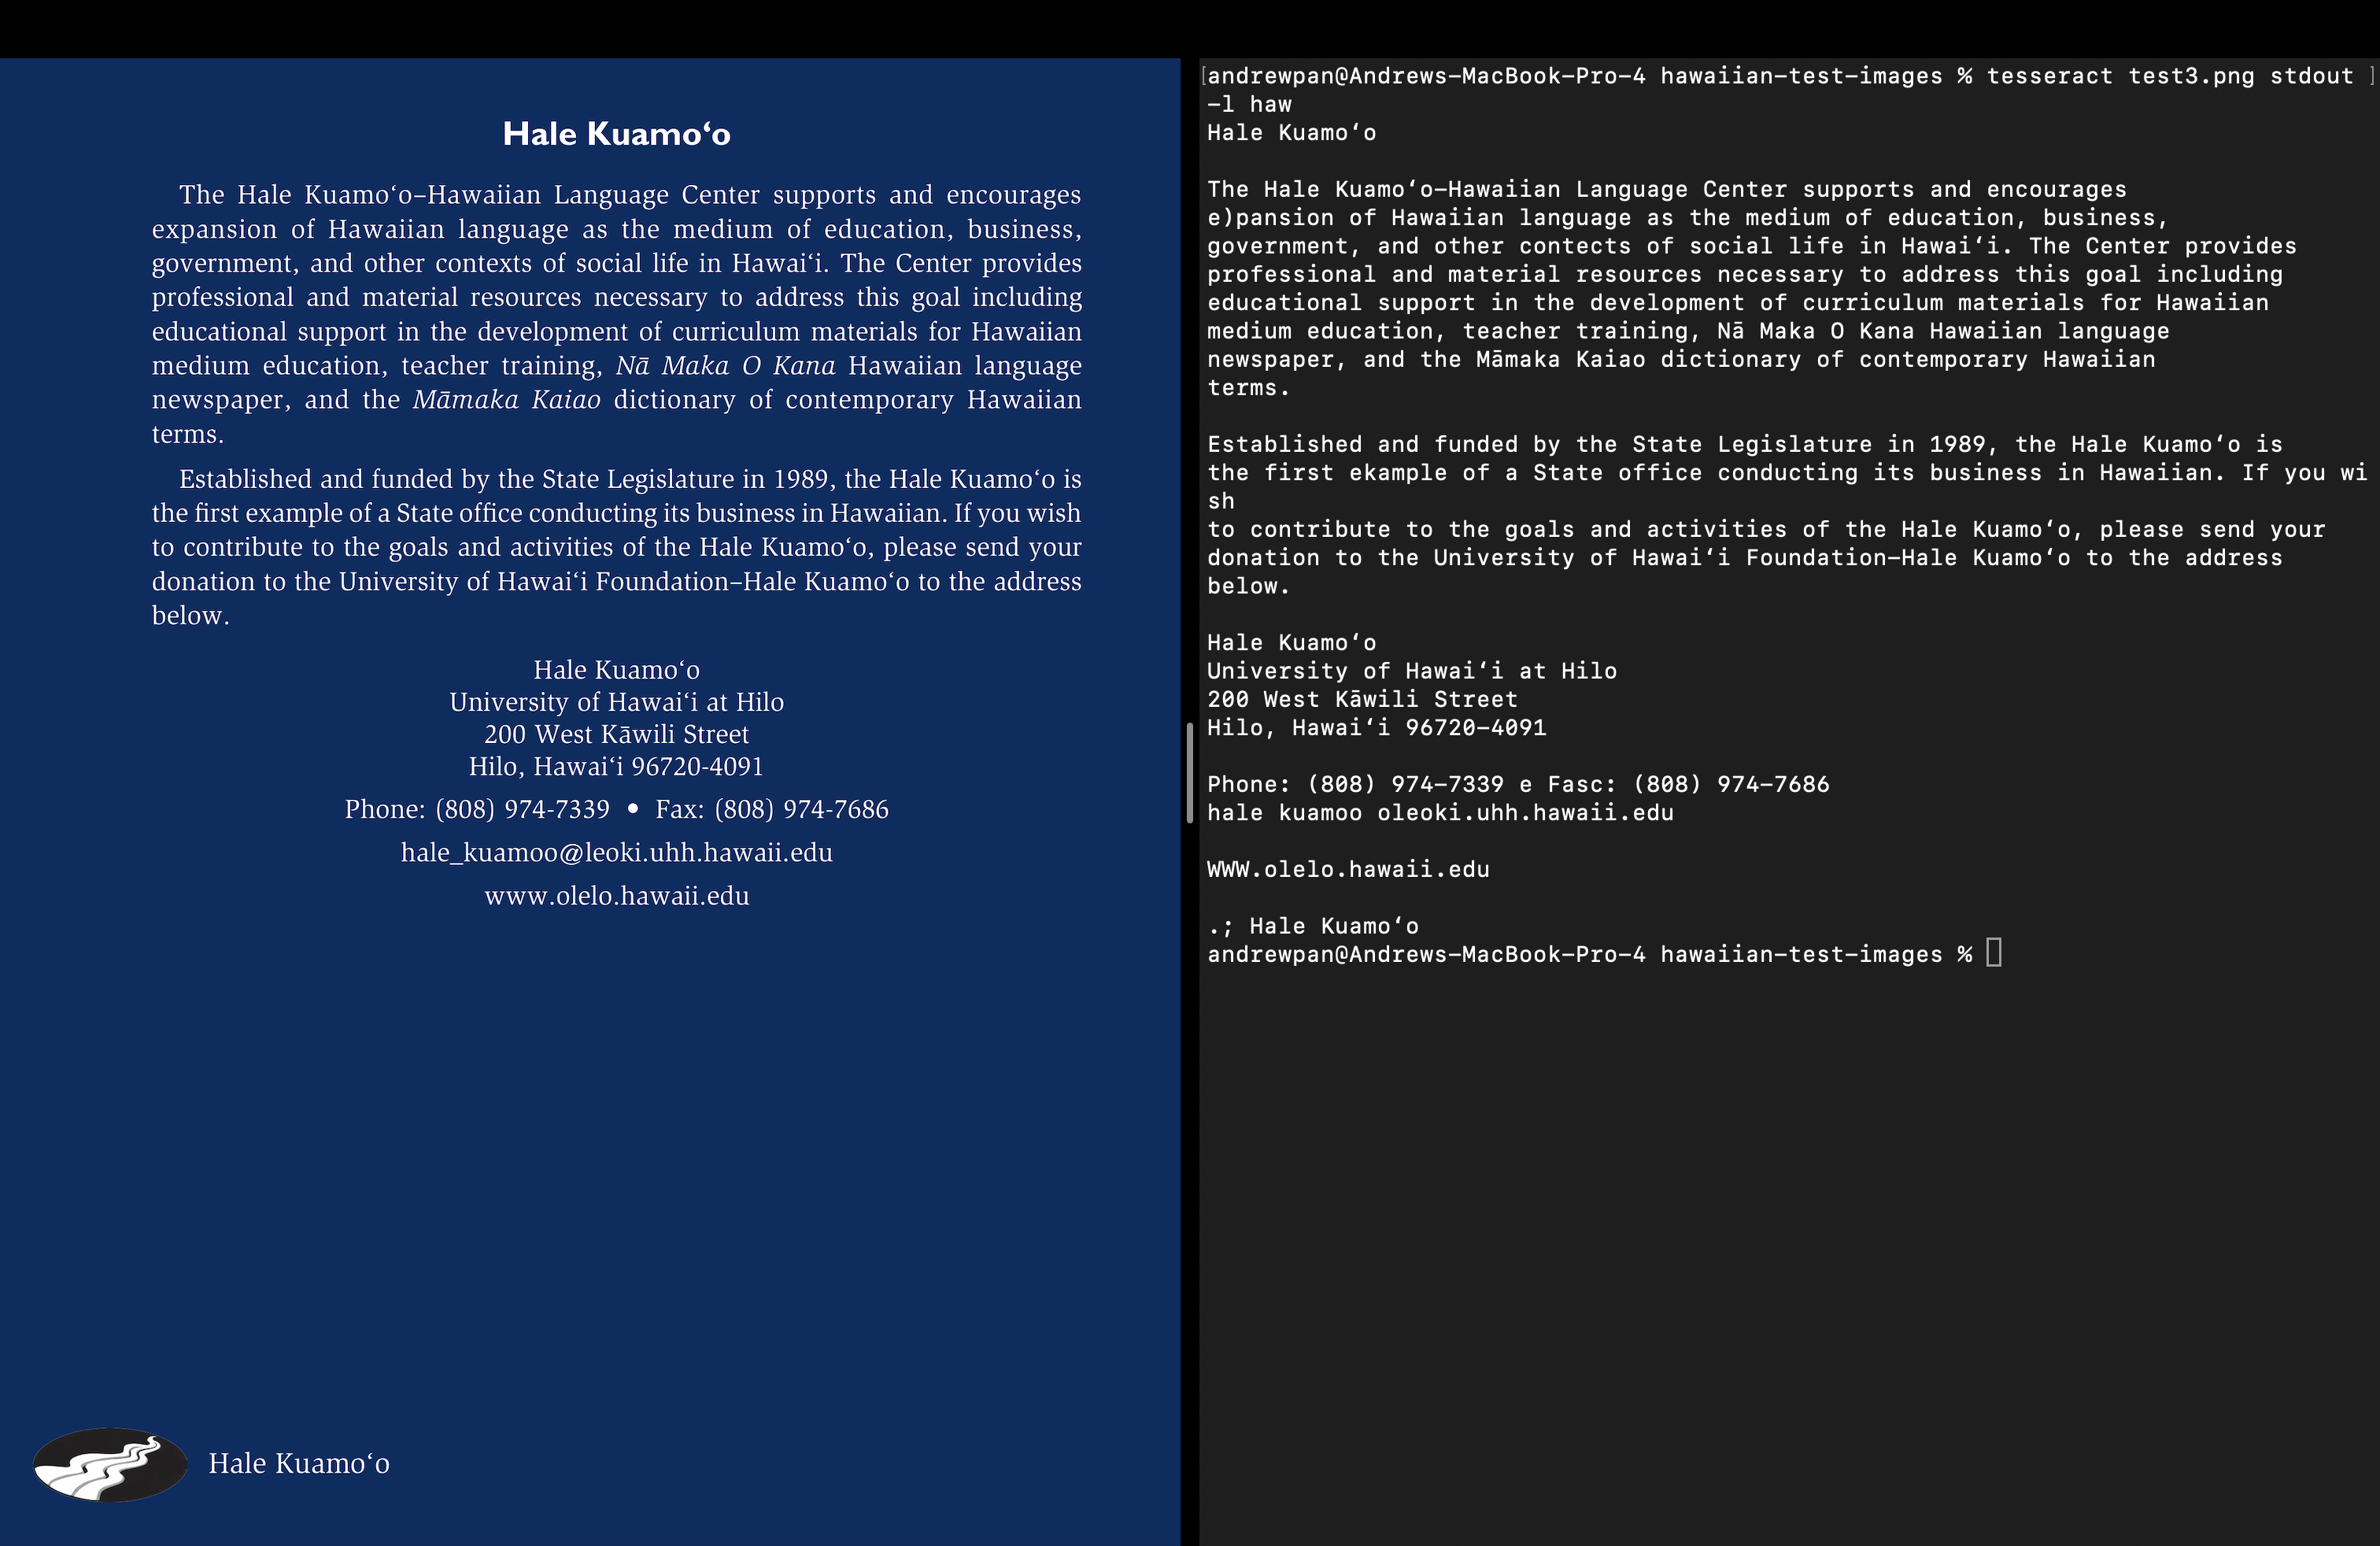 Hale Kuamoʻo
The Hale Kuamoʻo–Hawaiian Language Center supports and encourages
expansion of Hawaiian language as the medium of education, business,
government, and other contexts of social life in Hawaiʻi. The Center provides
professional and material resources necessary to address this goal including
educational support in the development of curriculum materials for Hawaiian
medium education, teacher training, Nā Maka O Kana Hawaiian language
newspaper, and the Māmaka Kaiao dictionary of contemporary Hawaiian
terms.
Established and funded by the State Legislature in 1989, the Hale Kuamoʻo is
the first example of a State office conducting its business in Hawaiian. If you wish
to contribute to the goals and activities of the Hale Kuamoʻo, please send your
donation to the University of Hawaiʻi Foundation–Hale Kuamoʻo to the address
below.
Hale Kuamoʻo
University of Hawaiʻi at Hilo
200 West Kāwili Street
Hilo, Hawaiʻi 96720-4091
Phone: (808) 974-7339 • Fax: (808) 974-7686
hale_kuamoo@leoki.uhh.hawaii.edu
www.olelo.hawaii.edu
Hale Kuamoʻo
[andrewpan@Andrews-MacBook-Pro-4 hawaiian-test-images % tesseract test3.png stdout ]
-l haw
Hale Kuamoʻo
The Hale Kuamoʻo–Hawaiian Language Center supports and encourages
e)pansion of Hawaiian language as the medium of education, business,
government, and other contects of social life in Hawaiʻi. The Center provides
professional and material resources necessary to address this goal including
educational support in the development of curriculum materials for Hawaiian
medium education, teacher training, Nā Maka O Kana Hawaiian language
newspaper, and the Māmaka Kaiao dictionary of contemporary Hawaiian
terms.
Established and funded by the State Legislature in 1989, the Hale Kuamoʻo is
the first ekample of a State office conducting its business in Hawaiian. If you wi
sh
to contribute to the goals and activities of the Hale Kuamoʻo, please send your
donation to the University of Hawaiʻi Foundation–Hale Kuamoʻo to the address
below.
Hale Kuamoʻo
University of Hawaiʻi at Hilo
200 West Kāwili Street
Hilo, Hawaiʻi 96720-4091
Phone: (808) 974-7339 e Fasc: (808) 974-7686
hale kuamoo oleoki.uhh.hawaii.edu
WWW.olelo.hawaii.edu
.; Hale Kuamoʻo
andrewpan@Andrews-MacBook-Pro-4 hawaiian-test-images %